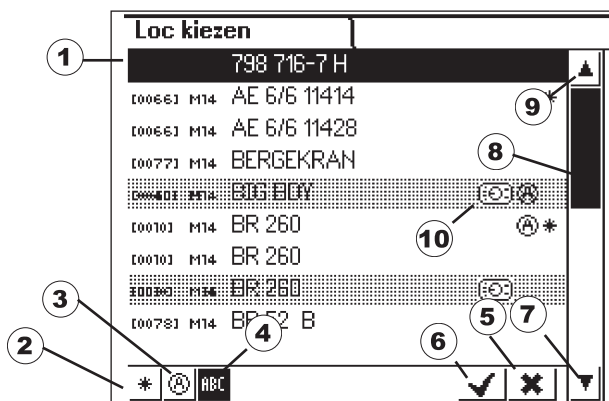 Loc kiezen
1
798 716-7 H
[0066] M14 AE 6/6 11414 *
9
[0066] M14 AE 6/6 11428
[0077] M14 BERGEKRAN
8
M14 BIG BOY A
10
[0010] M14 BR 260 A *
[0010] M14 BR 260
BR 260
3
[0078] M14 BR 52 B
4
2
6
5
7
* A ABC